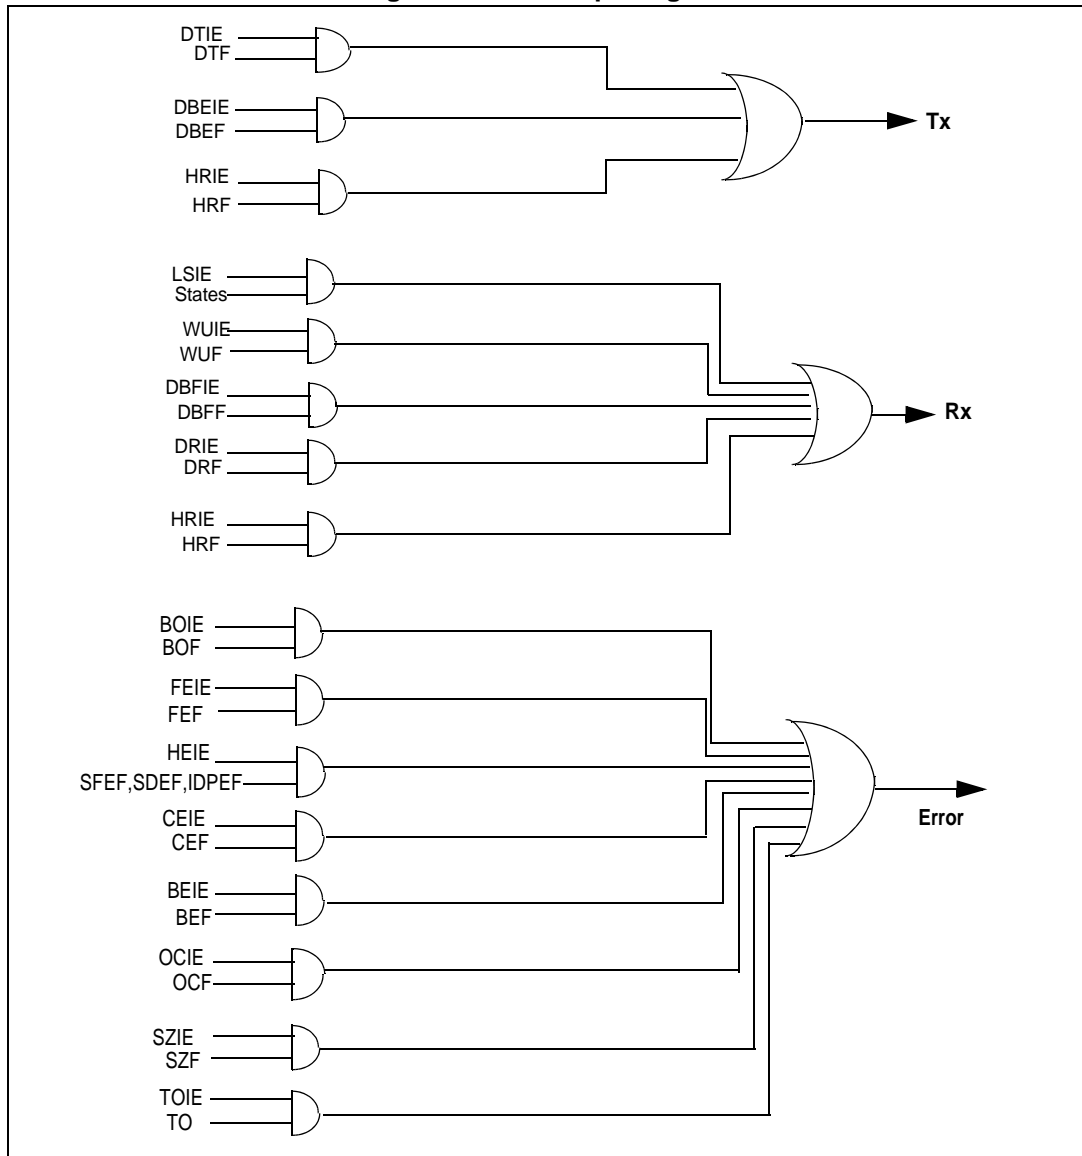 DTIE
DTF
DBEIE
DBEF
HRIE
HRF
Tx
LSIE
States
WUIE
WUF
DBFIE
DBFF
DRIE
DRF
HRIE
HRF
Rx
BOIE
BOF
FEIE
FEF
HEIE
SFEF,SDEF,IDPEF
CEIE
CEF
BEIE
BEF
OCIE
OCF
SZIE
SZF
TOIE
TO
Error